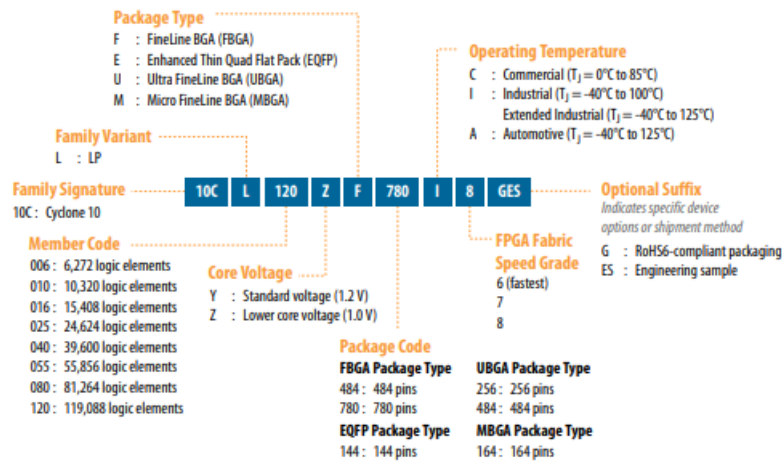 Package Type
F : FineLine BGA (FBGA)
E : Enhanced Thin Quad Flat Pack (EQFP)
U : Ultra FineLine BGA (UBGA)
M : Micro FineLine BGA (MBGA)
Operating Temperature
C : Commercial (TJ = 0°C to 85°C)
I : Industrial (TJ = -40°C to 100°C)
Extended Industrial (TJ = -40°C to 125°C)
A : Automotive (TJ = -40°C to 125°C)
Family Variant
L : LP
Family Signature
10C : Cyclone 10
10C L 120 Z F 780 I 8 GES
Optional Suffix
Indicates specific device
options or shipment method
G : RoHS6-compliant packaging
ES : Engineering sample
Member Code
006 : 6,272 logic elements
010 : 10,320 logic elements
016 : 15,408 logic elements
025 : 24,624 logic elements
040 : 39,600 logic elements
055 : 55,856 logic elements
080 : 81,264 logic elements
120 : 119,088 logic elements
Core Voltage
Y : Standard voltage (1.2 V)
Z : Lower core voltage (1.0 V)
FPGA Fabric
Speed Grade
6 (fastest)
7
8
Package Code
FBGA Package Type
484 : 484 pins
780 : 780 pins
EQFP Package Type
144 : 144 pins
UBGA Package Type
256 : 256 pins
484 : 484 pins
MBGA Package Type
164 : 164 pins